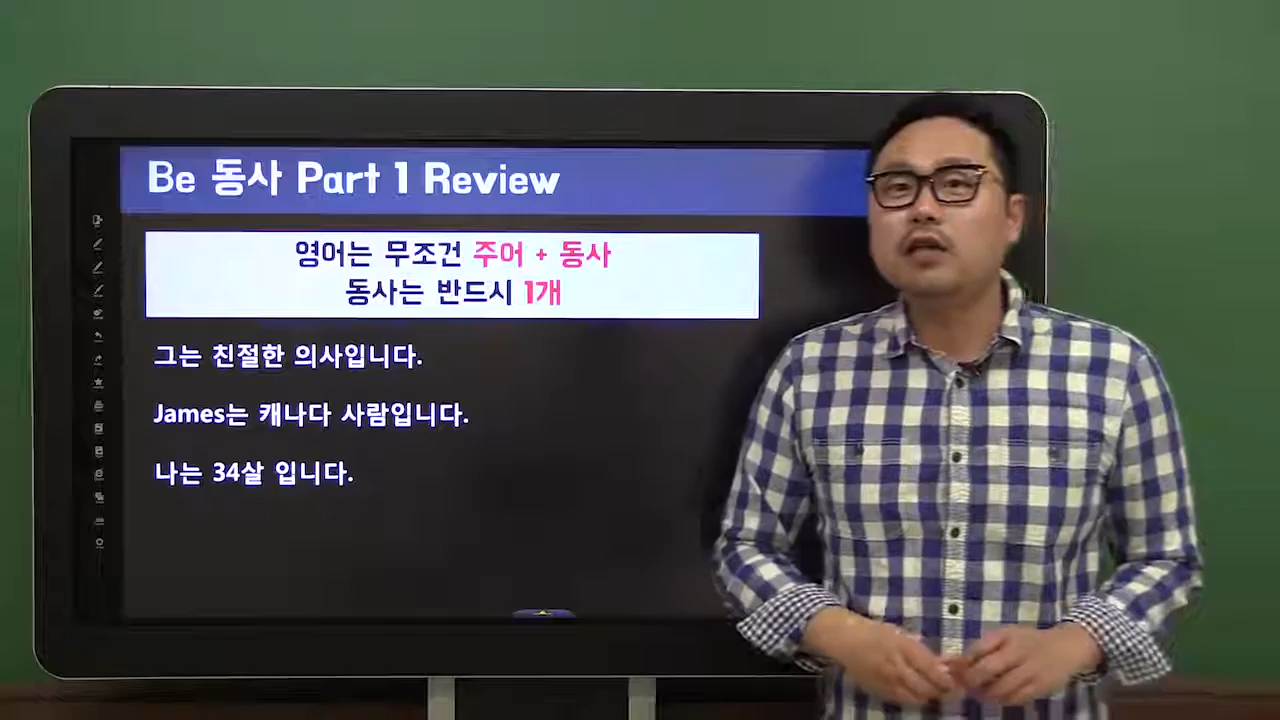 Be 동사 Part 1 Review
영어는 무조건 주어 + 동사
동사는 반드시 1개
그는 친절한 의사입니다.
James는 캐나다 사람입니다.
나는 34살 입니다.